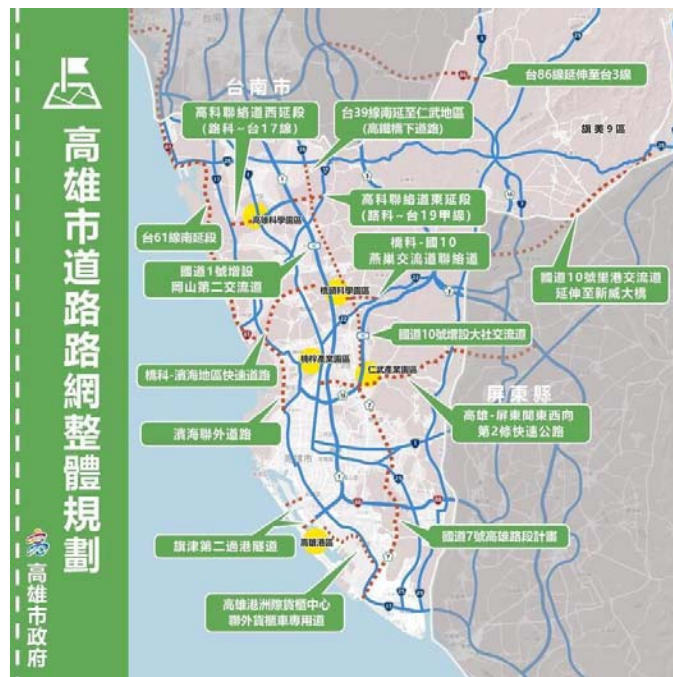 高雄市道路路網整體規劃
高雄市政府
台南市
台86線延伸至台3線
高科聯絡道西延段
(路科~台17線)
台39線南延至仁武地區
(高鐵橋下道路)
旗美9區
高科聯絡道東延段
(路科~台19甲線)
高雄科學園區
台61線南延段
橋科-國10
燕巢交流道聯絡道
國道1號增設
岡山第二交流道
國道10號里港交流道
延伸至新威大橋
橋頭科學園區
國道10號增設大社交流道
橋科-濱海地區快速道路
楠梓產業園區
仁武產業園區
屏東縣
高雄-屏東間東西向
第2條快速公路
濱海聯外道路
高雄市
旗津第二過港隧道
高雄港區
國道7號高雄路段計畫
高雄港洲際貨櫃中心
聯外貨櫃車專用道